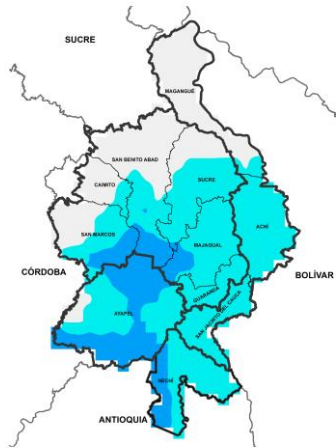 SUCRE
MAGANGUÉ
SAN BENITO ABAD
CAIMITO
SUCRE
SAN MARCOS
ACHÍ
MAJAGUAL
CÓRDOBA
BOLÍVAR
GUARANDA
AYAPEL
SAN JACINTO DEL CAUCA
NECHÍ
ANTIOQUIA